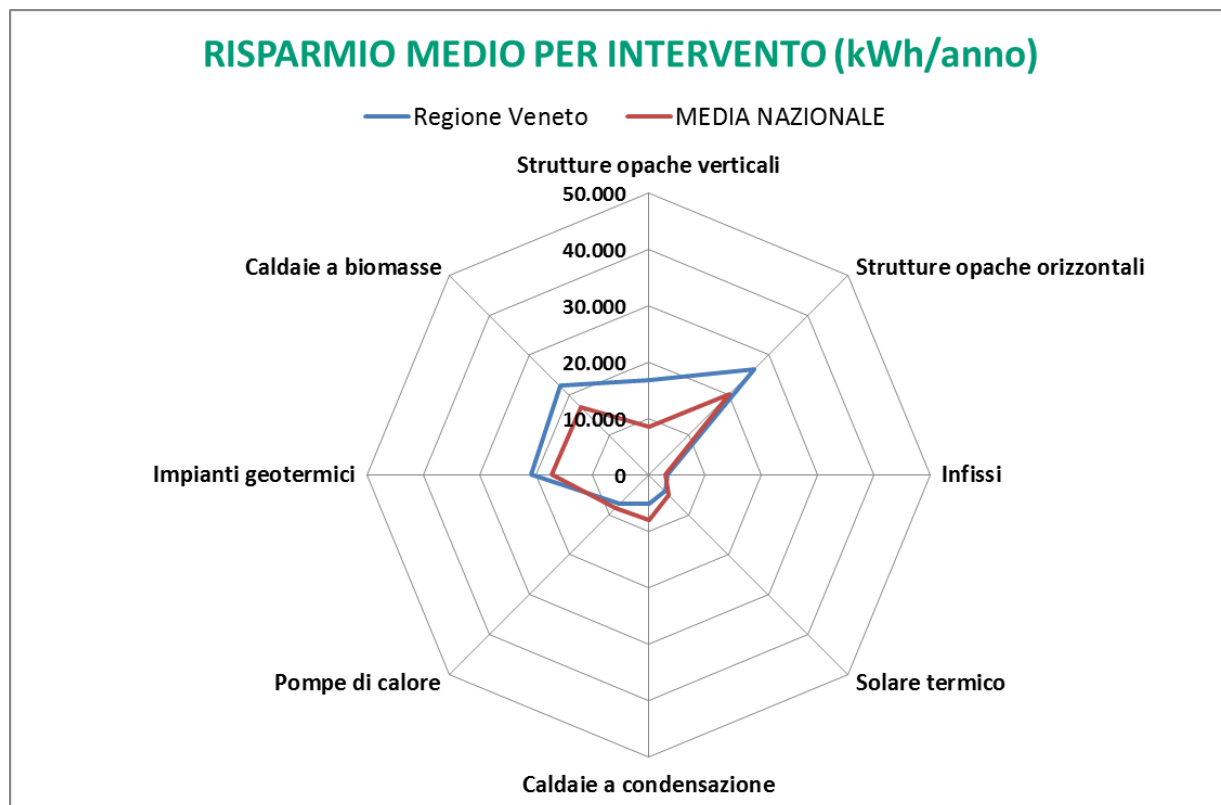 RISPARMIO MEDIO PER INTERVENTO (kWh/anno)
Regione Veneto
MEDIA NAZIONALE
Strutture opache verticali
50.000
40.000
30.000
20.000
10.000
0
Caldaie a biomasse
Strutture opache orizzontali
Impianti geotermici
Infissi
Pompe di calore
Solare termico
Caldaie a condensazione